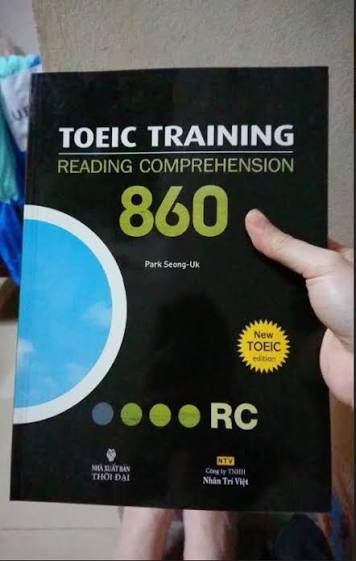 TOEIC TRAINING
READING COMPREHENSION
860
Park Seong-Uk
New
TOEIC
edition
RC
NHÀ XUẤT BẢN
THỜI ĐẠI
NTV
Công ty TNHH
Nhân Trí Việt